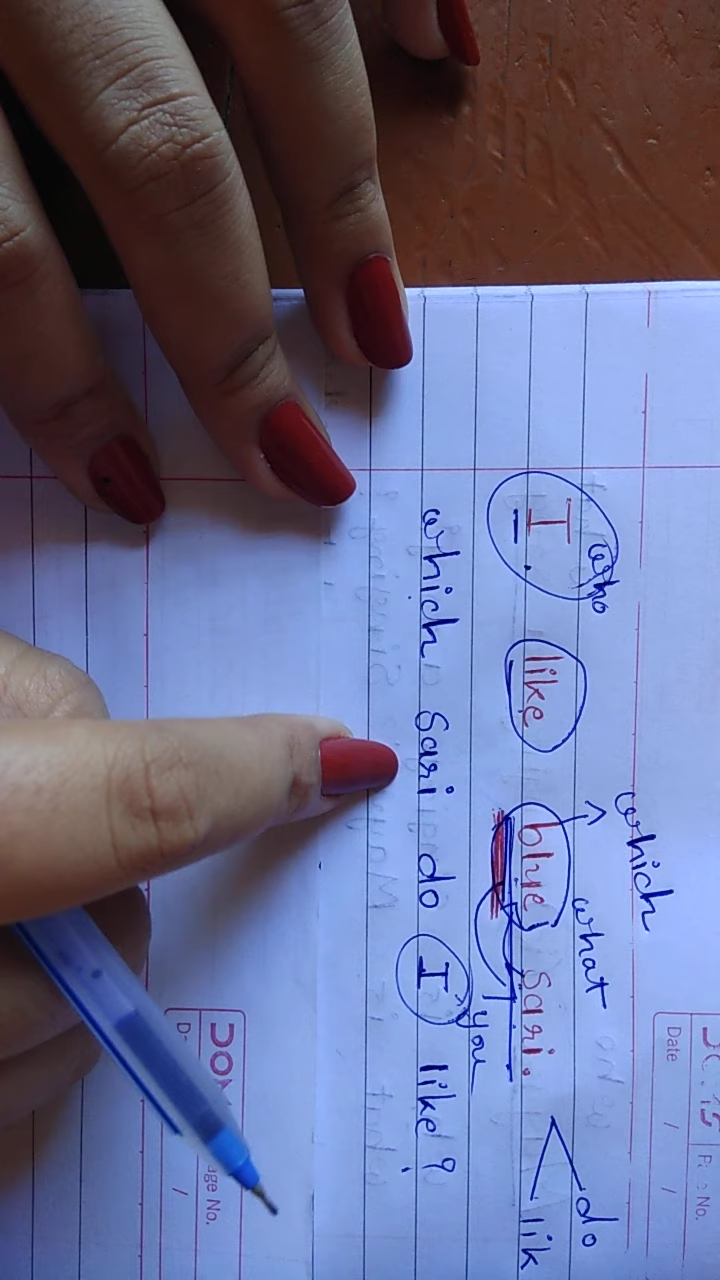 which
who ^ what
I. like blue Sari. < do
lik
you
which Sari do I like?
Date / /
Page No.